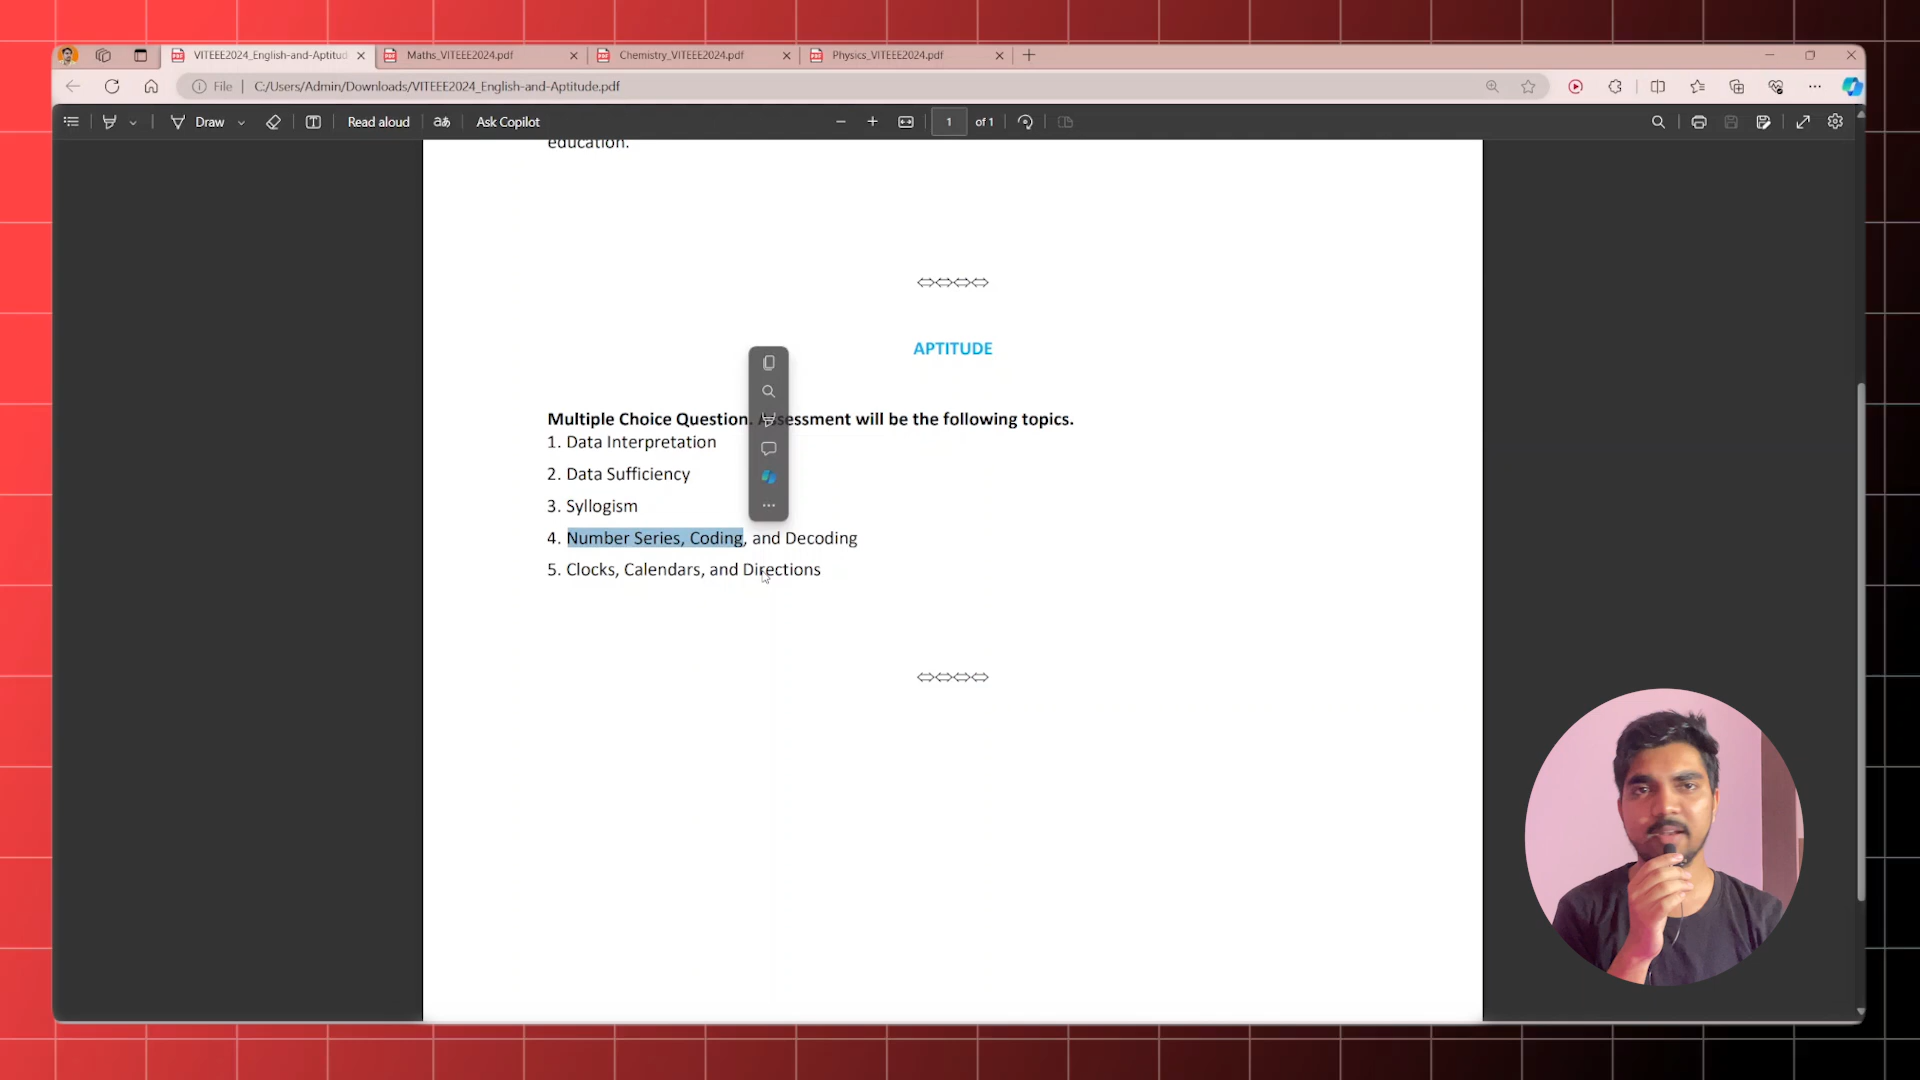 VITEEE2024_English-and-Aptitud
Maths_VITEEE2024.pdf
Chemistry_VITEEE2024.pdf
Physics_VITEEE2024.pdf
File
C:/Users/Admin/Downloads/VITEEE2024_English-and-Aptitude.pdf
Draw
Read aloud
Ask Copilot
1
of 1
education.
APTITUDE
Multiple Choice Question. Assessment will be the following topics.
1. Data Interpretation
2. Data Sufficiency
3. Syllogism
4. Number Series, Coding, and Decoding
5. Clocks, Calendars, and Directions